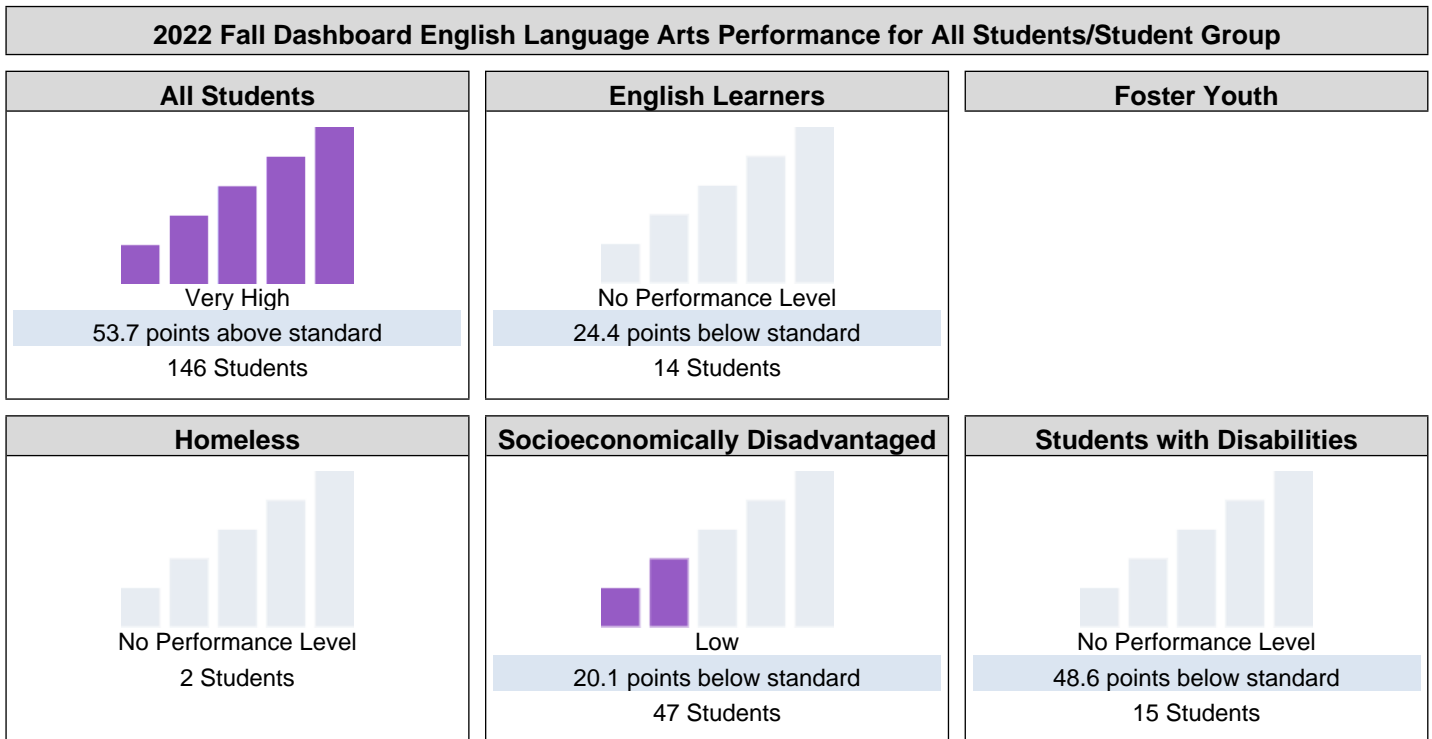 2022 Fall Dashboard English Language Arts Performance for All Students/Student Group
All Students
Very High
53.7 points above standard
146 Students
English Learners
No Performance Level
24.4 points below standard
14 Students
Foster Youth
Homeless
No Performance Level
2 Students
Socioeconomically Disadvantaged
Low
20.1 points below standard
47 Students
Students with Disabilities
No Performance Level
48.6 points below standard
15 Students